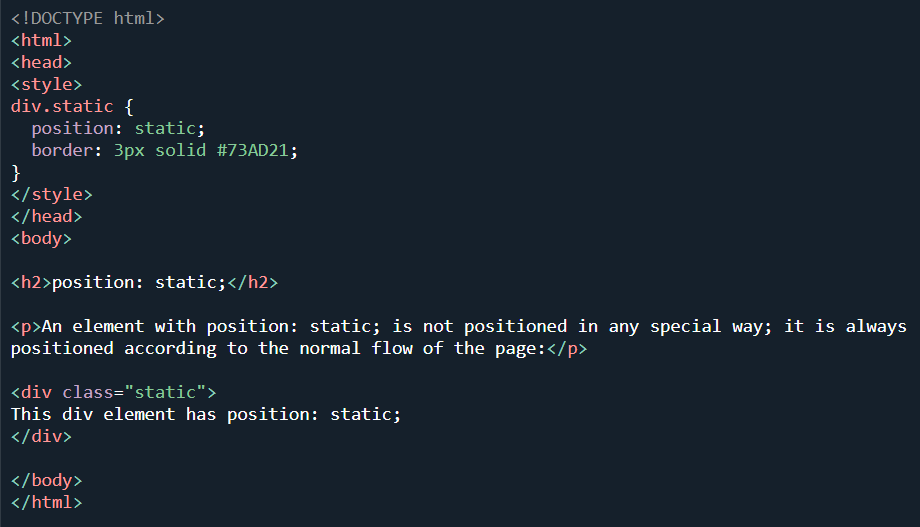 <!DOCTYPE html>
<html>
<head>
<style>
div.static {
  position: static;
  border: 3px solid #73AD21;
}
</style>
</head>
<body>

<h2>position: static;</h2>

<p>An element with position: static; is not positioned in any special way; it is always
positioned according to the normal flow of the page:</p>

<div class="static">
This div element has position: static;
</div>

</body>
</html>